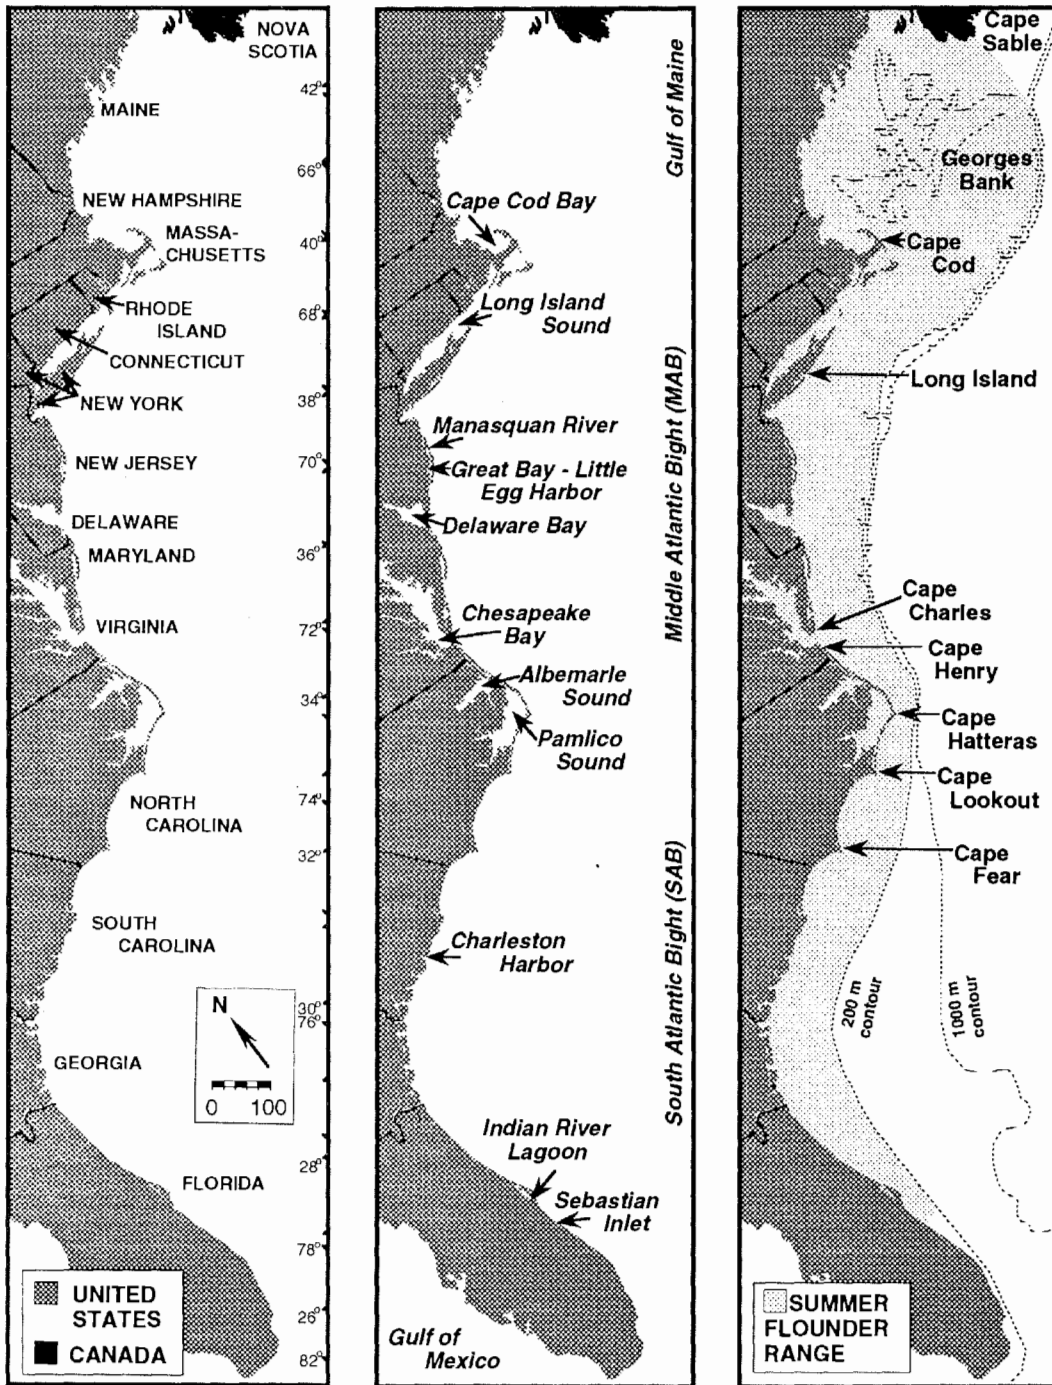 NOVA
SCOTIA
42°
MAINE
66°
NEW HAMPSHIRE
MASSA-
CHUSETTS
40°
RHODE
ISLAND
68°
CONNECTICUT
38°
NEW YORK
NEW JERSEY
70°
DELAWARE
36°
MARYLAND
VIRGINIA
72°
34°
NORTH
CAROLINA
74°
32°
SOUTH
CAROLINA
N
30°
76°
GEORGIA
0 100
28°
FLORIDA
78°
UNITED
STATES
26°
CANADA
82°
Gulf of Maine
Cape Cod Bay
Long Island
Sound
Middle Atlantic Bight (MAB)
Manasquan River
Great Bay - Little
Egg Harbor
Delaware Bay
Chesapeake
Bay
Albemarle
Sound
Pamlico
Sound
South Atlantic Bight (SAB)
Charleston
Harbor
Indian River
Lagoon
Sebastian
Inlet
Gulf of
Mexico
Cape
Sable
Georges
Bank
Cape
Cod
Long Island
Cape
Charles
Cape
Henry
Cape
Hatteras
Cape
Lookout
Cape
Fear
200 m
contour
1000 m
contour
SUMMER
FLOUNDER
RANGE